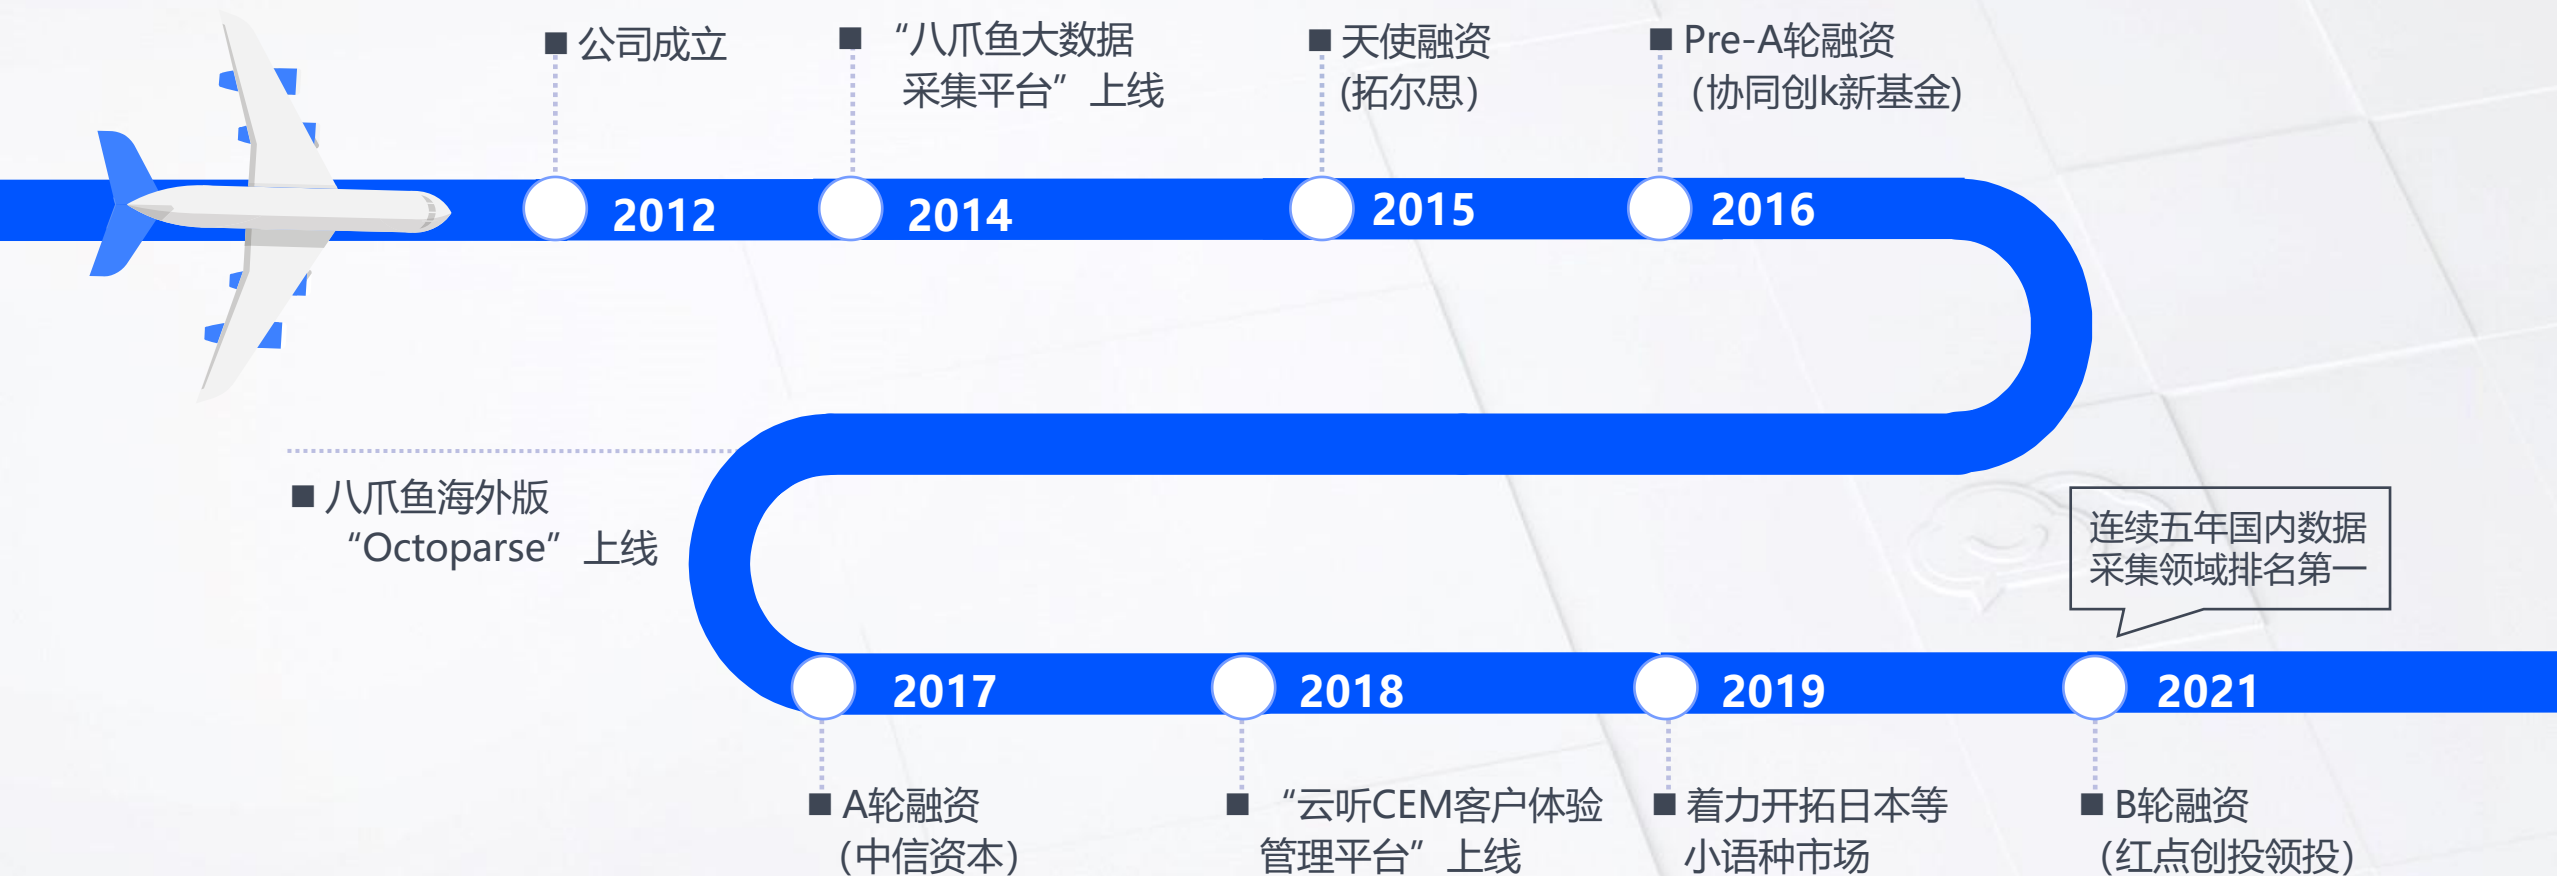 ■ 公司成立
■ “八爪鱼大数据
采集平台”上线
■ 天使融资
(拓尔思)
■ Pre-A轮融资
(协同创k新基金)
2012
2014
2015
2016
■ 八爪鱼海外版
“Octoparse”上线
连续五年国内数据
采集领域排名第一
2017
2018
2019
2021
■ A轮融资
(中信资本)
■ “云听CEM客户体验
管理平台”上线
■ 着力开拓日本等
小语种市场
■ B轮融资
(红点创投领投)